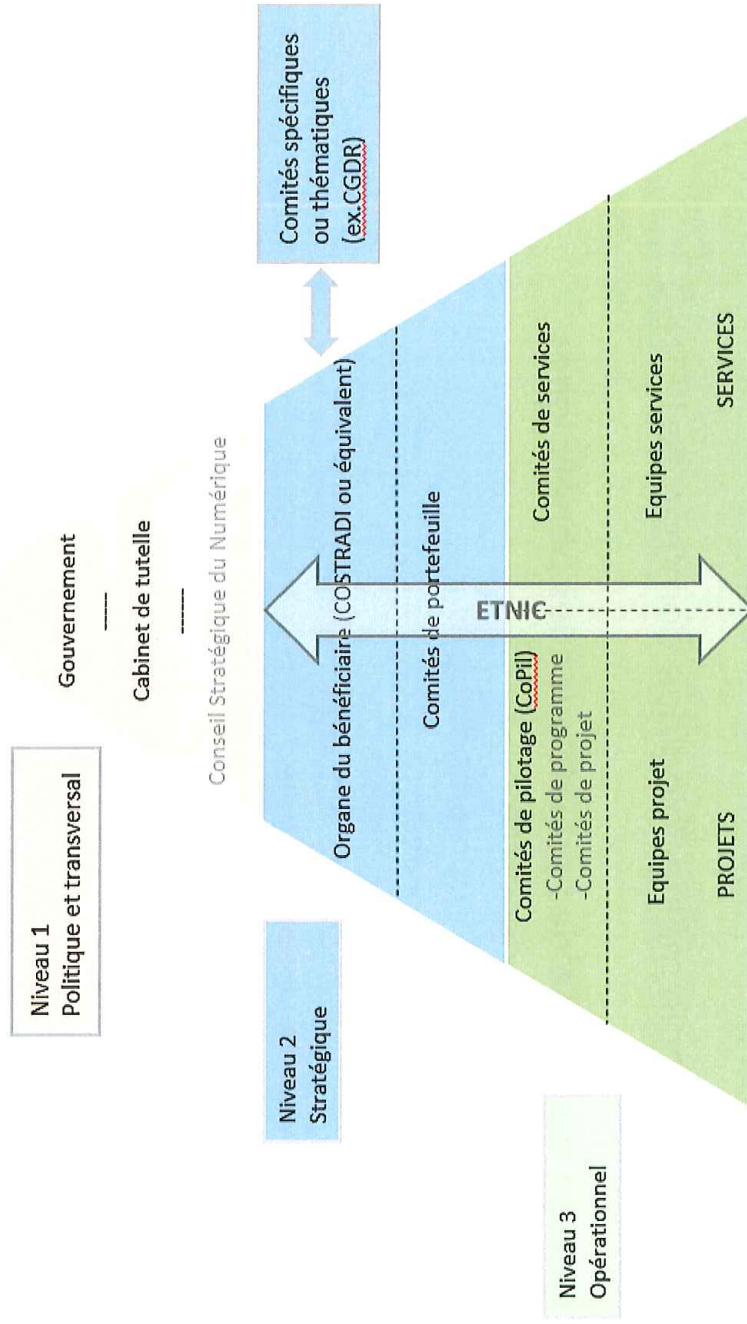 Niveau 1
Politique et transversal
Gouvernement
-----
Cabinet de tutelle
-----
Conseil Stratégique du Numérique
Niveau 2
Stratégique
Organe du bénéficiaire (COSTRADI ou équivalent)
Comités spécifiques
ou thématiques
(ex.CGDR)
Comités de portefeuille
ETNIC
Niveau 3
Opérationnel
Comités de pilotage (CoPil)
-Comités de programme
-Comités de projet
Comités de services
Equipes projet
Equipes services
PROJETS
SERVICES